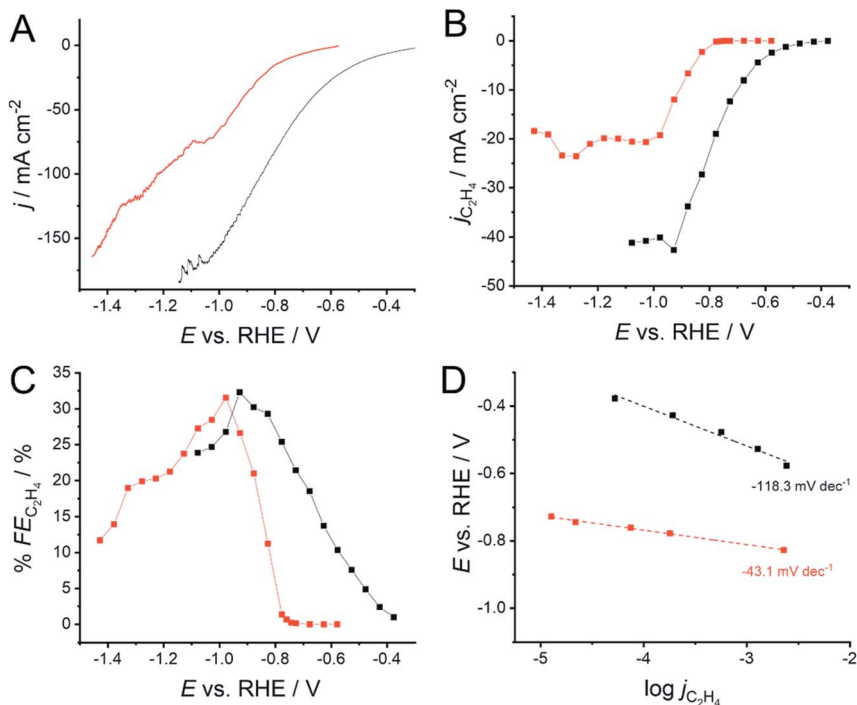 A
j / mA cm⁻²
0
-50
-100
-150
-1.4 -1.2 -1.0 -0.8 -0.6 -0.4
E vs. RHE / V
B
j_C₂H₄ / mA cm⁻²
0
-10
-20
-30
-40
-50
-1.4 -1.2 -1.0 -0.8 -0.6 -0.4
E vs. RHE / V
C
% FE_C₂H₄ / %
35
30
25
20
15
10
5
0
-1.4 -1.2 -1.0 -0.8 -0.6 -0.4
E vs. RHE / V
D
E vs. RHE / V
-0.4
-0.6
-0.8
-1.0
-118.3 mV dec⁻¹
-43.1 mV dec⁻¹
-5 -4 -3 -2
log j_C₂H₄